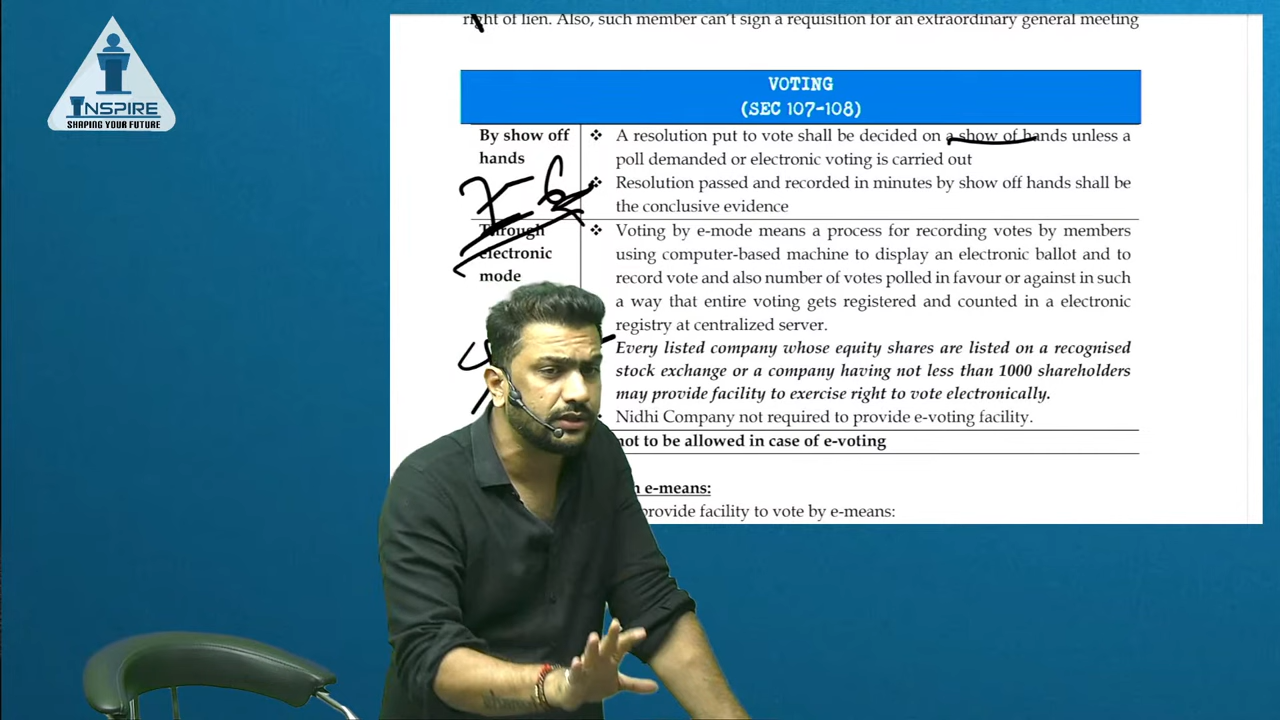 right of lien. Also, such member can't sign a requisition for an extraordinary general meeting
INSPIRE
SHAPING YOUR FUTURE
VOTING
(SEC 107-108)
By show off
hands
❖ A resolution put to vote shall be decided on a show of hands unless a
poll demanded or electronic voting is carried out
❖ Resolution passed and recorded in minutes by show off hands shall be
the conclusive evidence
Through
electronic
mode
❖ Voting by e-mode means a process for recording votes by members
using computer-based machine to display an electronic ballot and to
record vote and also number of votes polled in favour or against in such
a way that entire voting gets registered and counted in a electronic
registry at centralized server.
Every listed company whose equity shares are listed on a recognised
stock exchange or a company having not less than 1000 shareholders
may provide facility to exercise right to vote electronically.
Nidhi Company not required to provide e-voting facility.
not to be allowed in case of e-voting
e-means:
provide facility to vote by e-means: